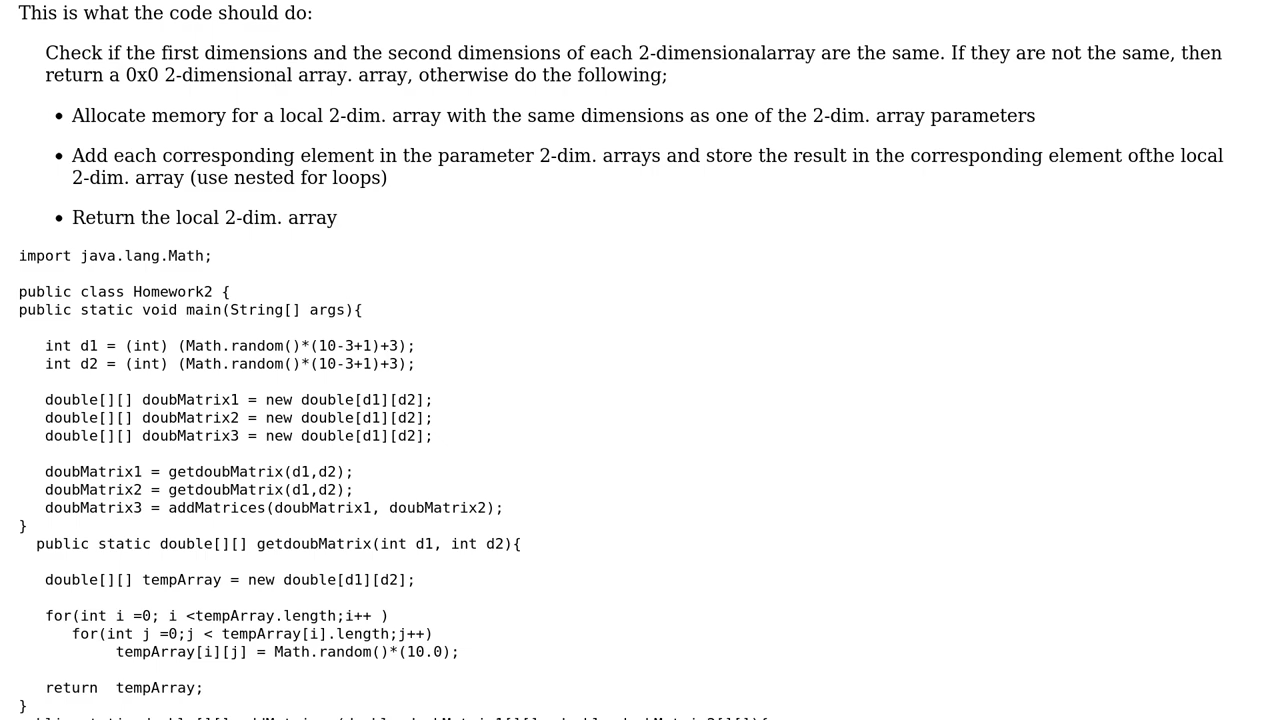 This is what the code should do:
Check if the first dimensions and the second dimensions of each 2-dimensionalarray are the same. If they are not the same, then
return a 0x0 2-dimensional array. array, otherwise do the following;
• Allocate memory for a local 2-dim. array with the same dimensions as one of the 2-dim. array parameters
• Add each corresponding element in the parameter 2-dim. arrays and store the result in the corresponding element ofthe local
2-dim. array (use nested for loops)
• Return the local 2-dim. array
import java.lang.Math;
public class Homework2 {
public static void main(String[] args){
int d1 = (int) (Math.random()*(10-3+1)+3);
int d2 = (int) (Math.random()*(10-3+1)+3);
double[][] doubMatrix1 = new double[d1][d2];
double[][] doubMatrix2 = new double[d1][d2];
double[][] doubMatrix3 = new double[d1][d2];
doubMatrix1 = getdoubMatrix(d1,d2);
doubMatrix2 = getdoubMatrix(d1,d2);
doubMatrix3 = addMatrices(doubMatrix1, doubMatrix2);
}
public static double[][] getdoubMatrix(int d1, int d2){
double[][] tempArray = new double[d1][d2];
for(int i =0; i <tempArray.length;i++ )
for(int j =0;j < tempArray[i].length;j++)
tempArray[i][j] = Math.random()*(10.0);
return  tempArray;
}